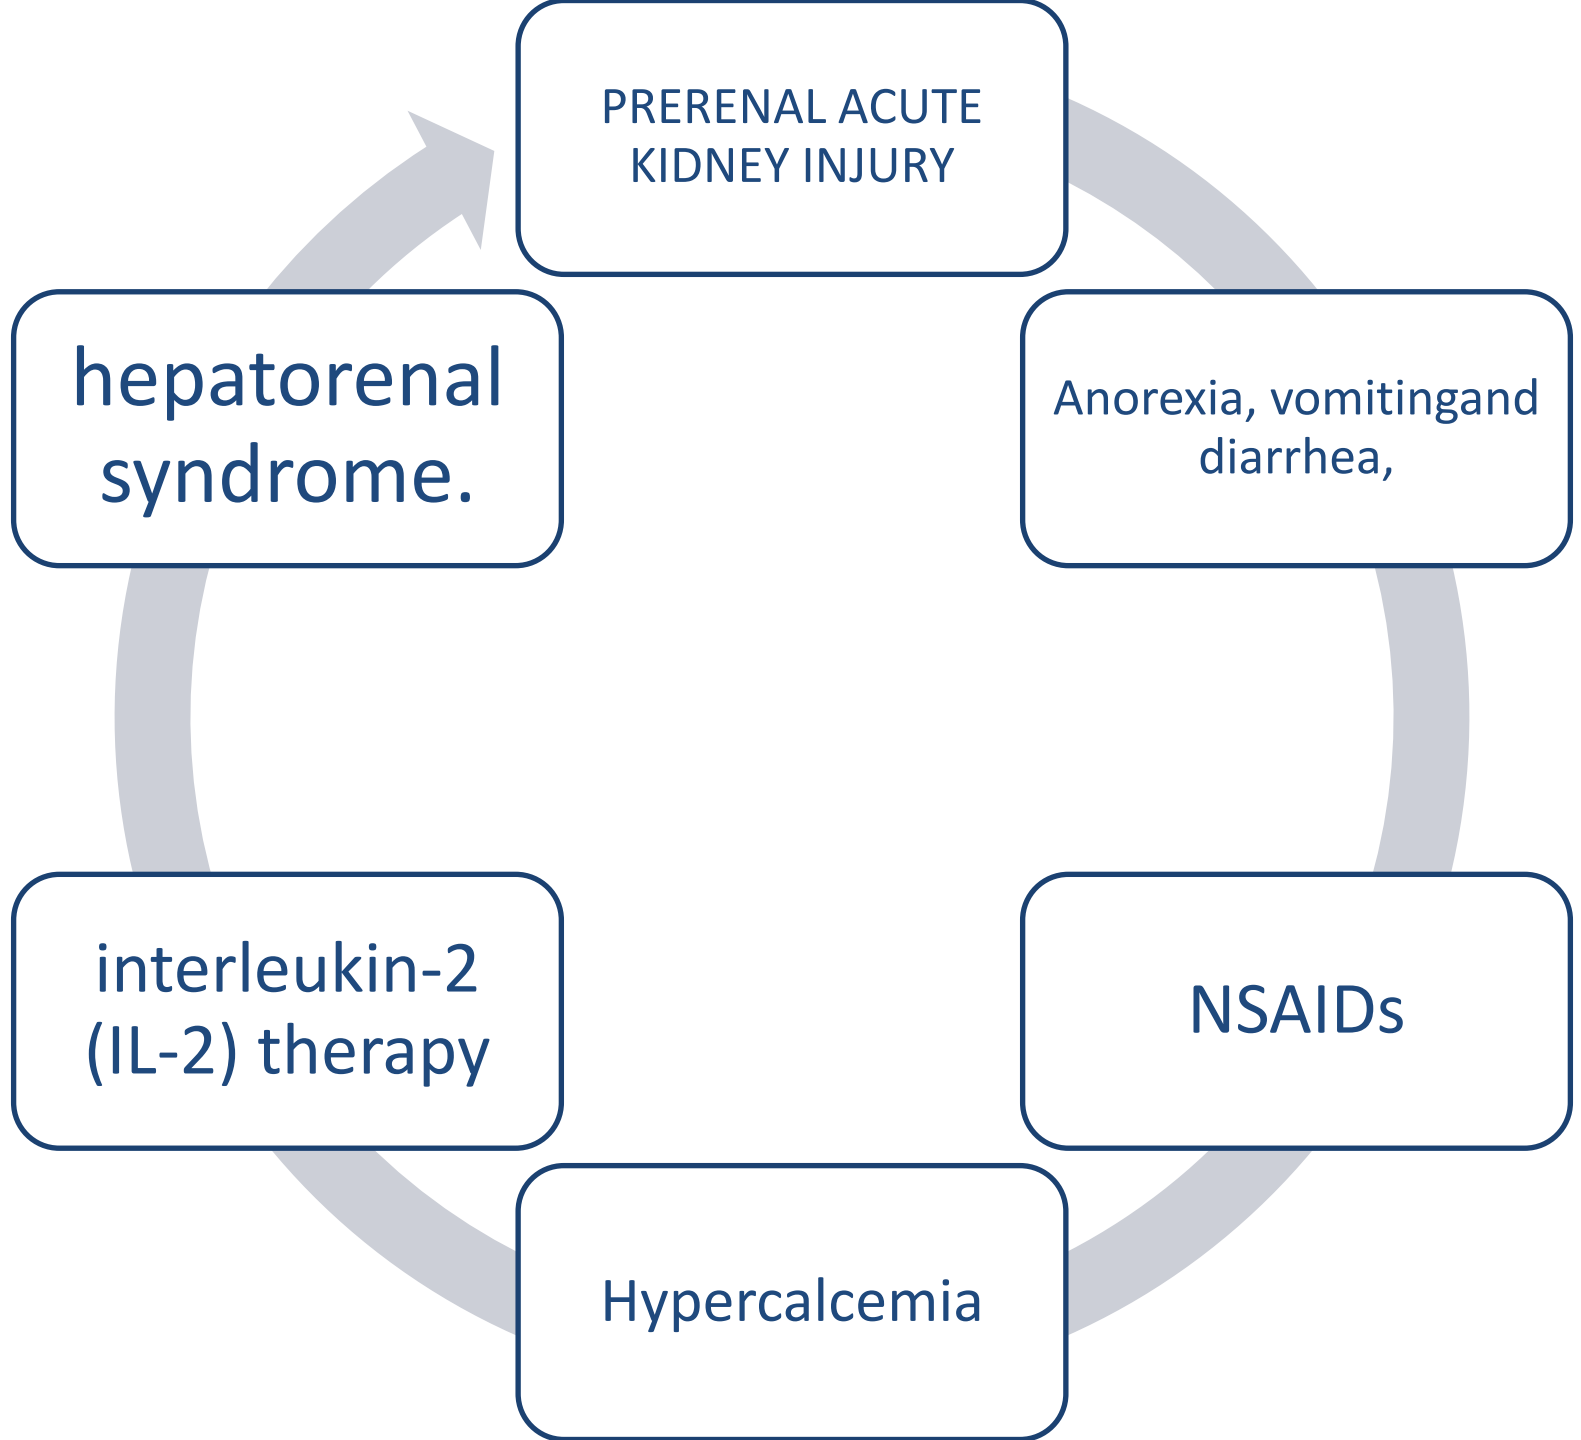 PRERENAL ACUTE
KIDNEY INJURY
Anorexia, vomitingand
diarrhea,
NSAIDs
Hypercalcemia
interleukin-2
(IL-2) therapy
hepatorenal
syndrome.